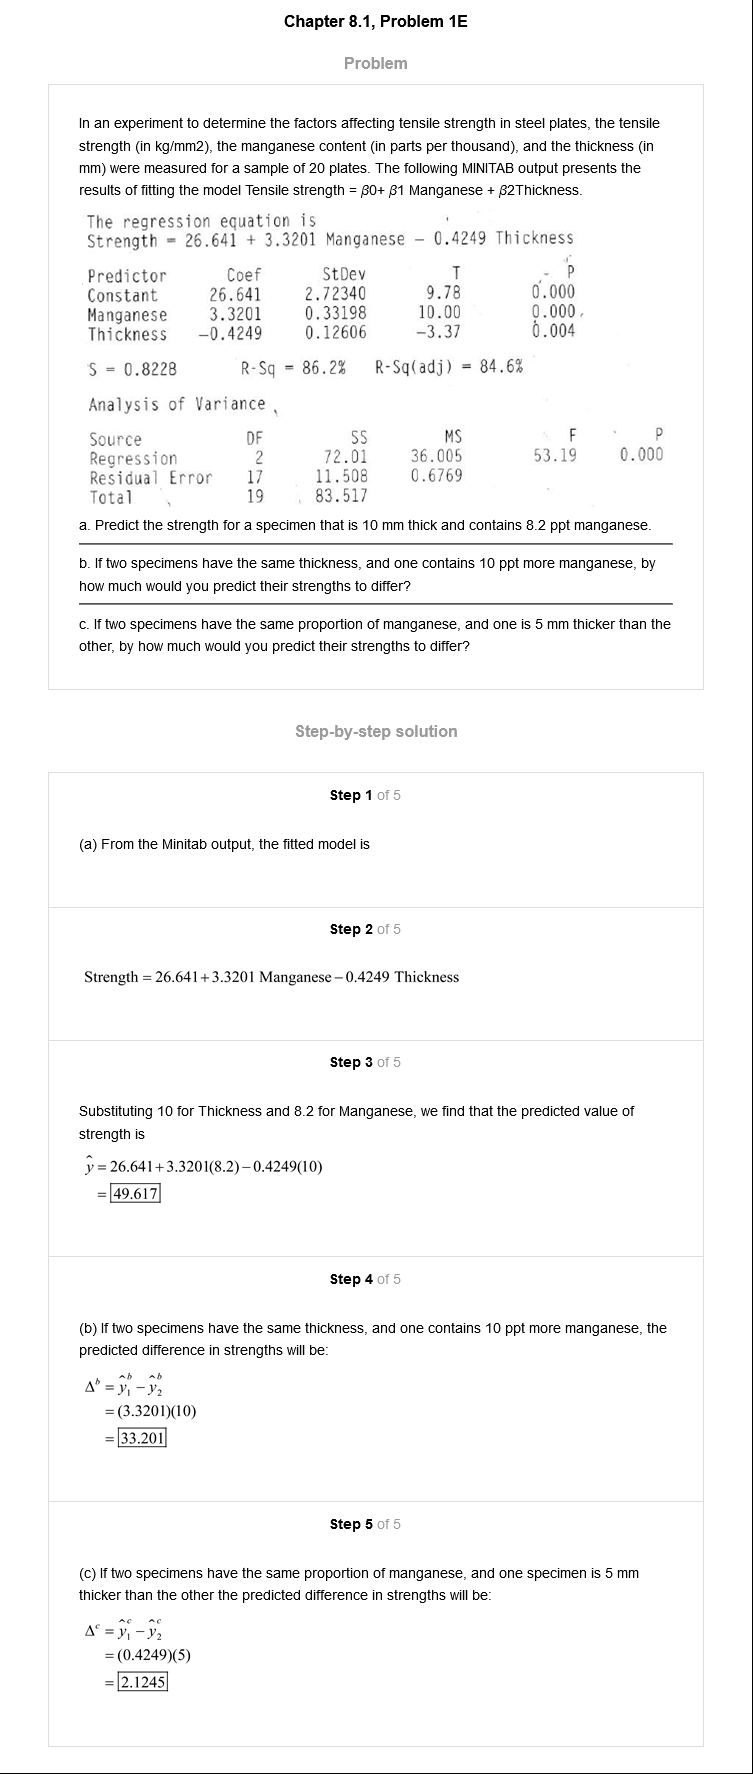 Chapter 8.1, Problem 1E
Problem
In an experiment to determine the factors affecting tensile strength in steel plates, the tensile
strength (in kg/mm2), the manganese content (in parts per thousand), and the thickness (in
mm) were measured for a sample of 20 plates. The following MINITAB output presents the
results of fitting the model Tensile strength = β0+ β1 Manganese + β2Thickness.
The regression equation is
Strength = 26.641 + 3.3201 Manganese − 0.4249 Thickness
Predictor Coef StDev T P
Constant 26.641 2.72340 9.78 0.000
Manganese 3.3201 0.33198 10.00 0.000
Thickness −0.4249 0.12606 −3.37 0.004
S = 0.8228 R-Sq = 86.2% R-Sq(adj) = 84.6%
Analysis of Variance
Source DF SS MS F P
Regression 2 72.01 36.005 53.19 0.000
Residual Error 17 11.508 0.6769
Total 19 83.517
a. Predict the strength for a specimen that is 10 mm thick and contains 8.2 ppt manganese.
b. If two specimens have the same thickness, and one contains 10 ppt more manganese, by
how much would you predict their strengths to differ?
c. If two specimens have the same proportion of manganese, and one is 5 mm thicker than the
other, by how much would you predict their strengths to differ?
Step-by-step solution
Step 1 of 5
(a) From the Minitab output, the fitted model is
Step 2 of 5
Strength = 26.641+3.3201 Manganese−0.4249 Thickness
Step 3 of 5
Substituting 10 for Thickness and 8.2 for Manganese, we find that the predicted value of
strength is
ŷ = 26.641+3.3201(8.2)−0.4249(10)
= 49.617
Step 4 of 5
(b) If two specimens have the same thickness, and one contains 10 ppt more manganese, the
predicted difference in strengths will be:
Δᵇ = ŷ₁ᵇ − ŷ₂ᵇ
= (3.3201)(10)
= 33.201
Step 5 of 5
(c) If two specimens have the same proportion of manganese, and one specimen is 5 mm
thicker than the other the predicted difference in strengths will be:
Δᶜ = ŷ₁ᶜ − ŷ₂ᶜ
= (0.4249)(5)
= 2.1245